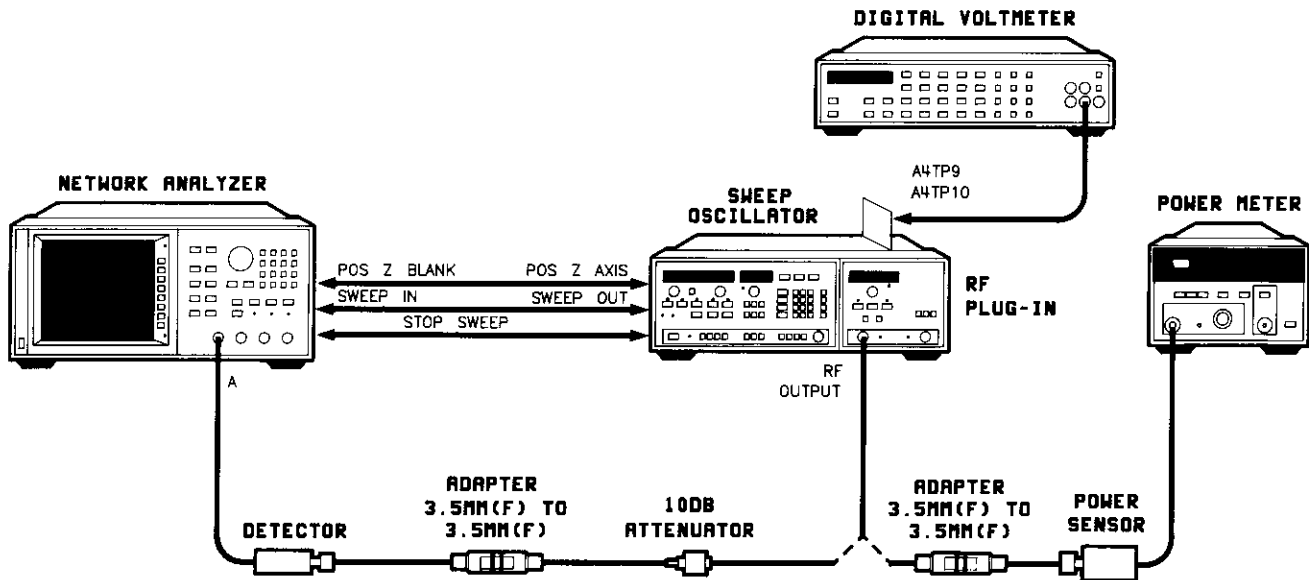 DIGITAL VOLTMETER
A4TP9
A4TP10
NETWORK ANALYZER
SWEEP
OSCILLATOR
POWER METER
POS Z BLANK
POS Z AXIS
SWEEP IN
SWEEP OUT
STOP SWEEP
RF
PLUG-IN
A
RF
OUTPUT
DETECTOR
ADAPTER
3.5MM(F) TO
3.5MM(F)
10DB
ATTENUATOR
ADAPTER
3.5MM(F) TO
3.5MM(F)
POWER
SENSOR